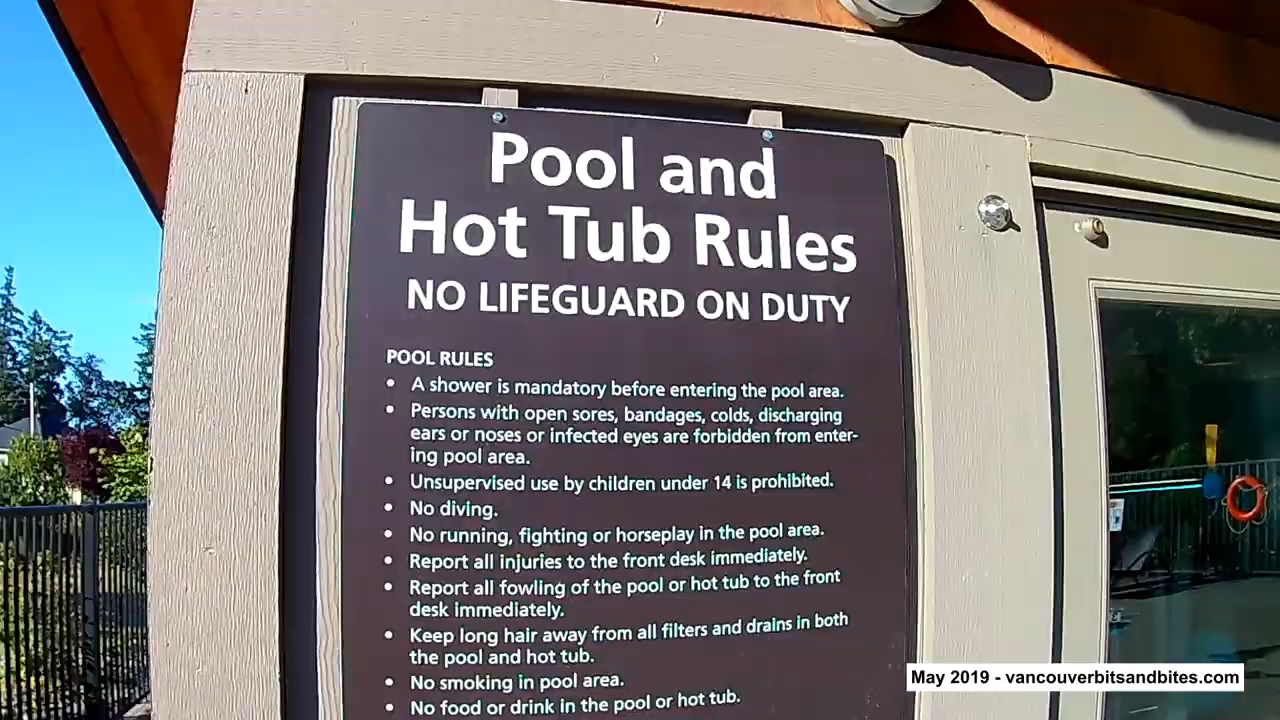 Pool and
Hot Tub Rules
NO LIFEGUARD ON DUTY
POOL RULES
• A shower is mandatory before entering the pool area.
• Persons with open sores, bandages, colds, discharging
ears or noses or infected eyes are forbidden from enter-
ing pool area.
• Unsupervised use by children under 14 is prohibited.
• No diving.
• No running, fighting or horseplay in the pool area.
• Report all injuries to the front desk immediately.
• Report all fowling of the pool or hot tub to the front
desk immediately.
• Keep long hair away from all filters and drains in both
the pool and hot tub.
• No smoking in pool area.
• No food or drink in the pool or hot tub.
May 2019 - vancouverbitsandbites.com